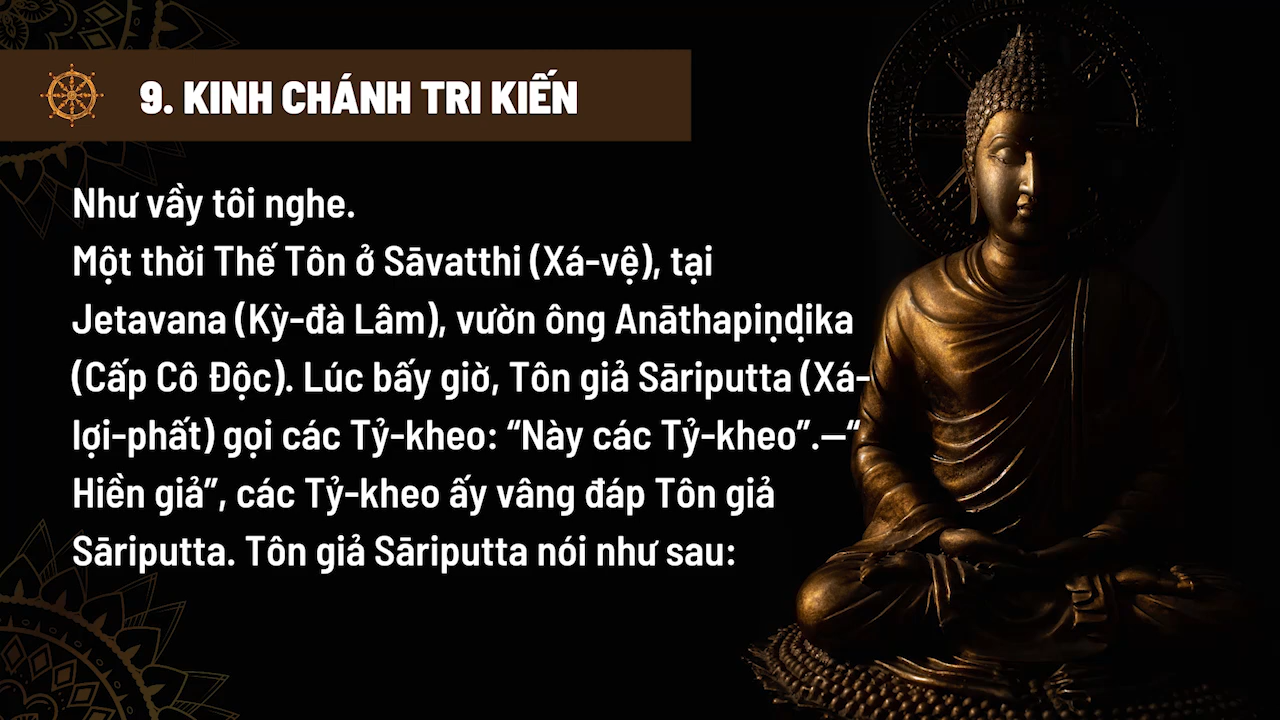 9. KINH CHÁNH TRI KIẾN
Như vầy tôi nghe.
Một thời Thế Tôn ở Sāvatthi (Xá-vệ), tại
Jetavana (Kỳ-đà Lâm), vườn ông Anāthapiṇḍika
(Cấp Cô Độc). Lúc bấy giờ, Tôn giả Sāriputta (Xá-
lợi-phất) gọi các Tỷ-kheo: “Này các Tỷ-kheo”.—“
Hiền giả”, các Tỷ-kheo ấy vâng đáp Tôn giả
Sāriputta. Tôn giả Sāriputta nói như sau: